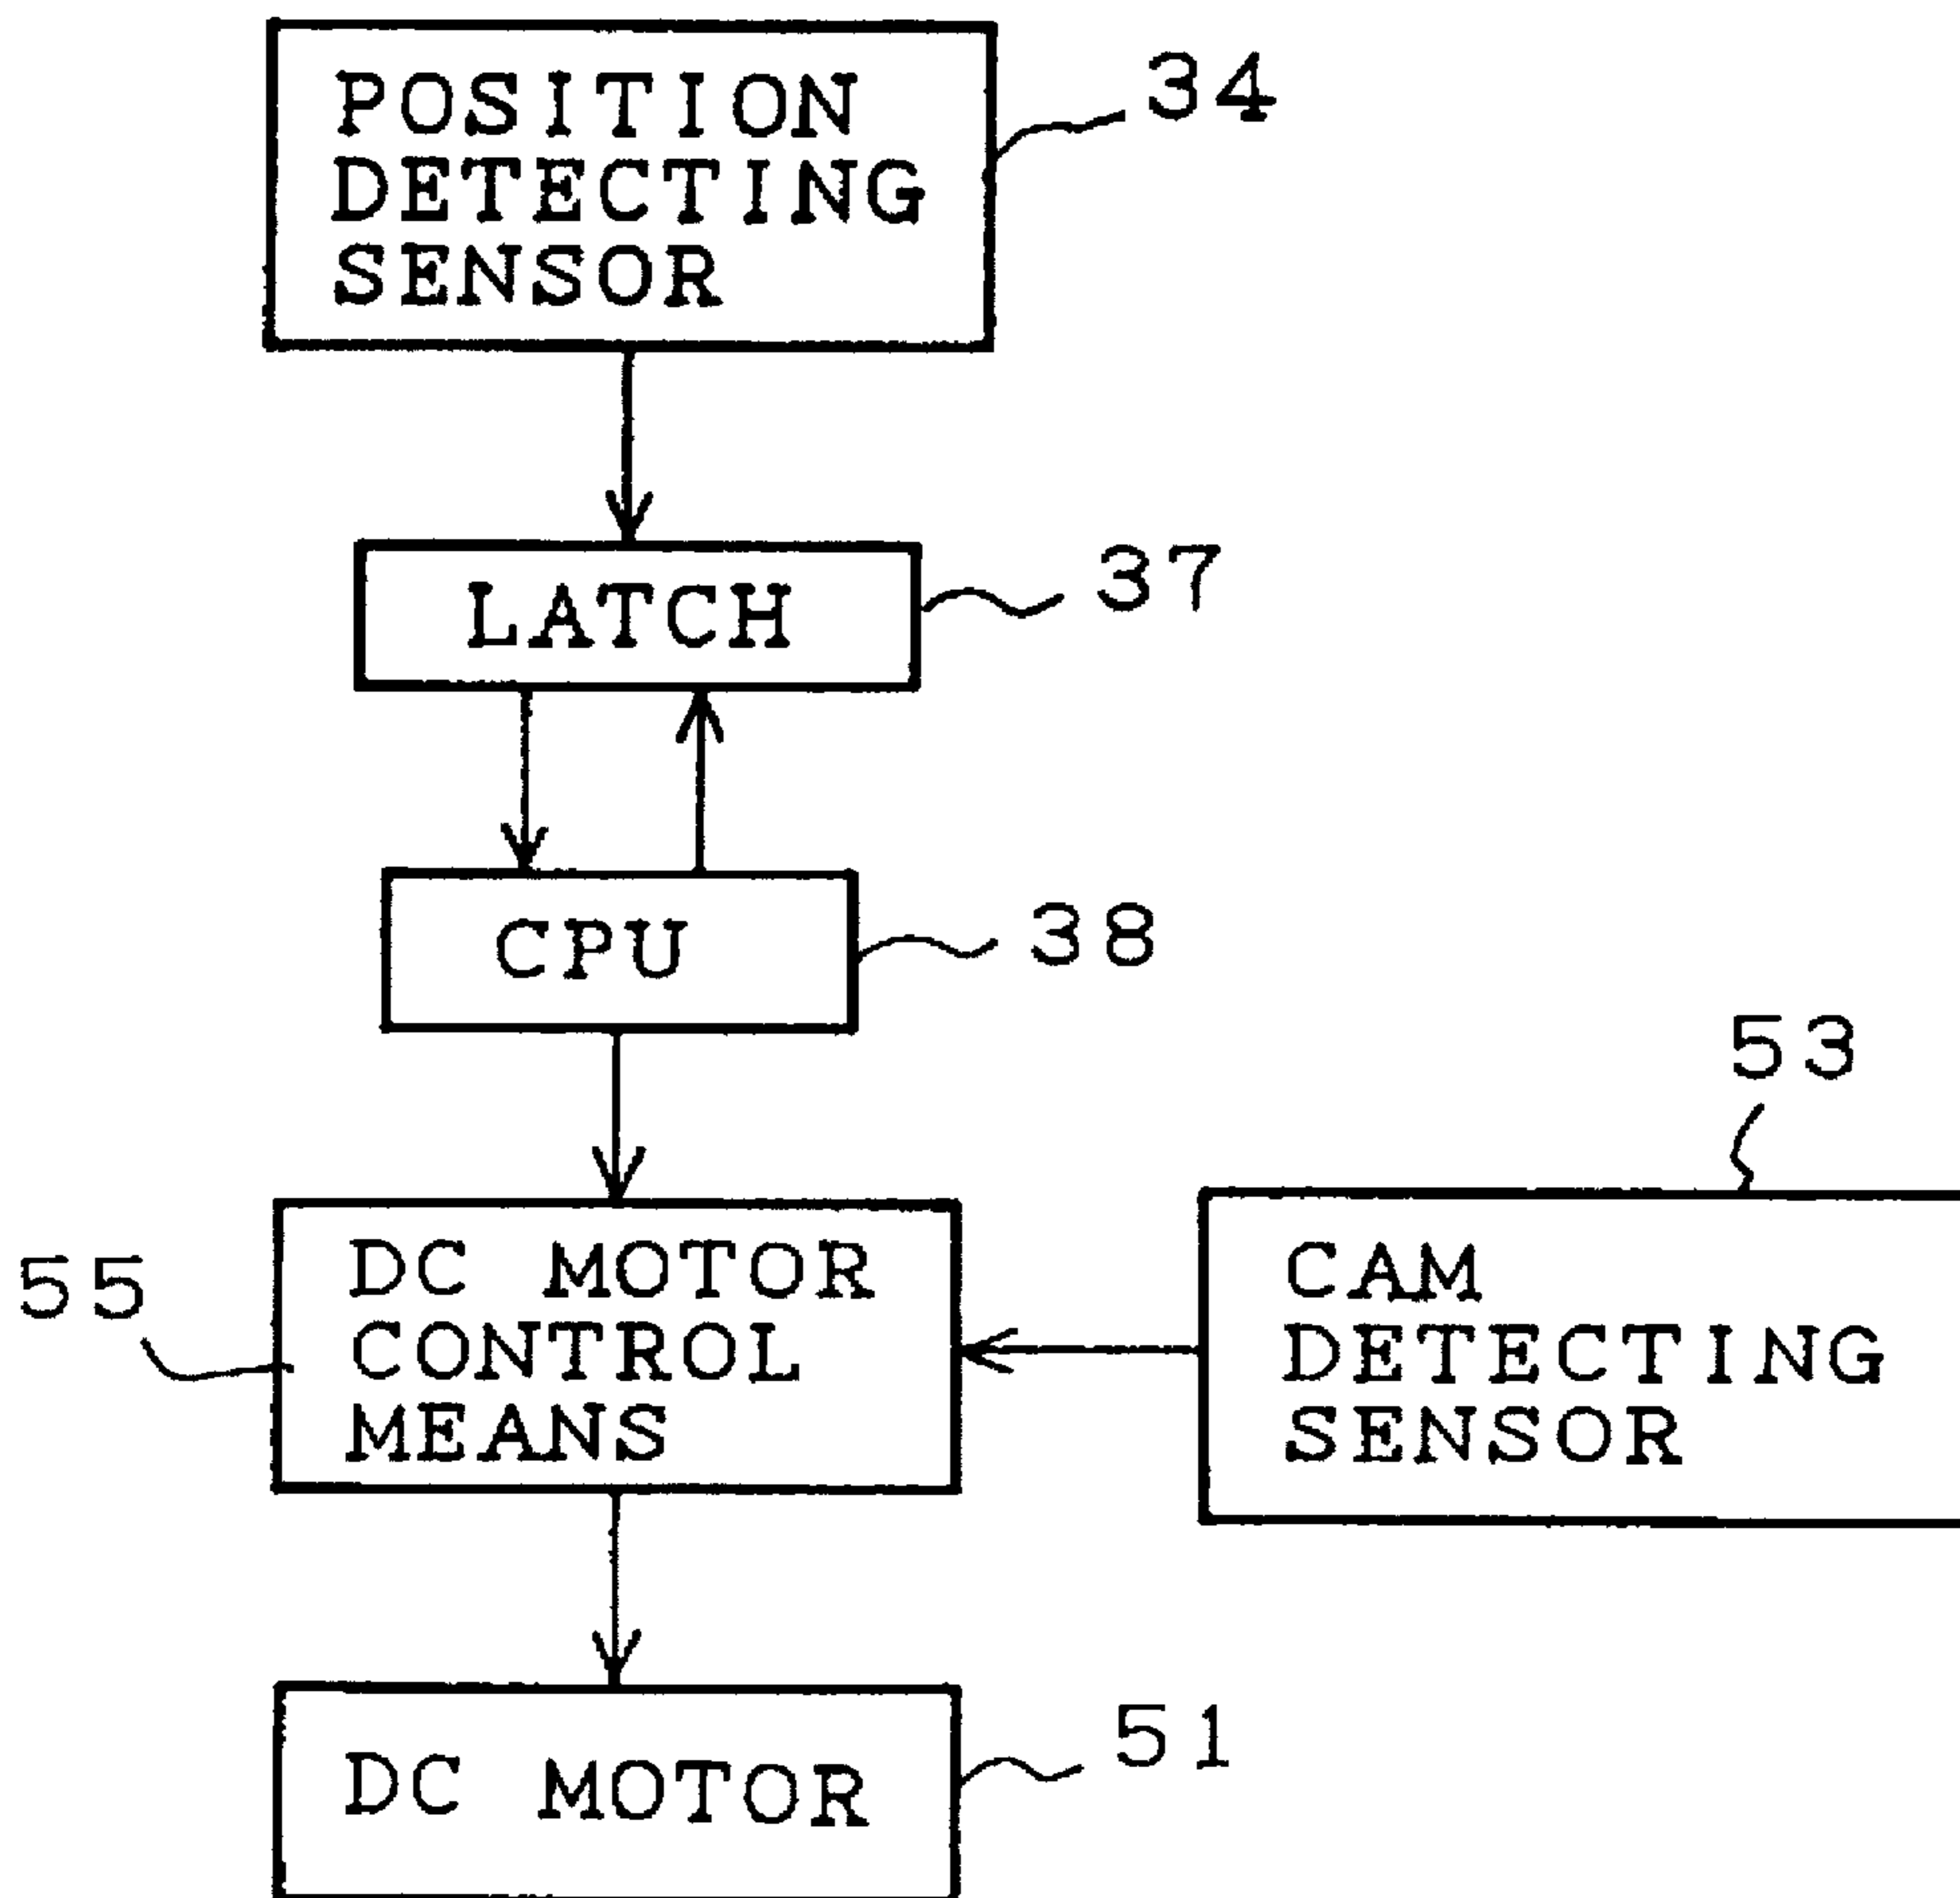 POSITION
DETECTING
SENSOR
34
LATCH
37
CPU
38
53
55
DC MOTOR
CONTROL
MEANS
CAM
DETECTING
SENSOR
DC MOTOR
51